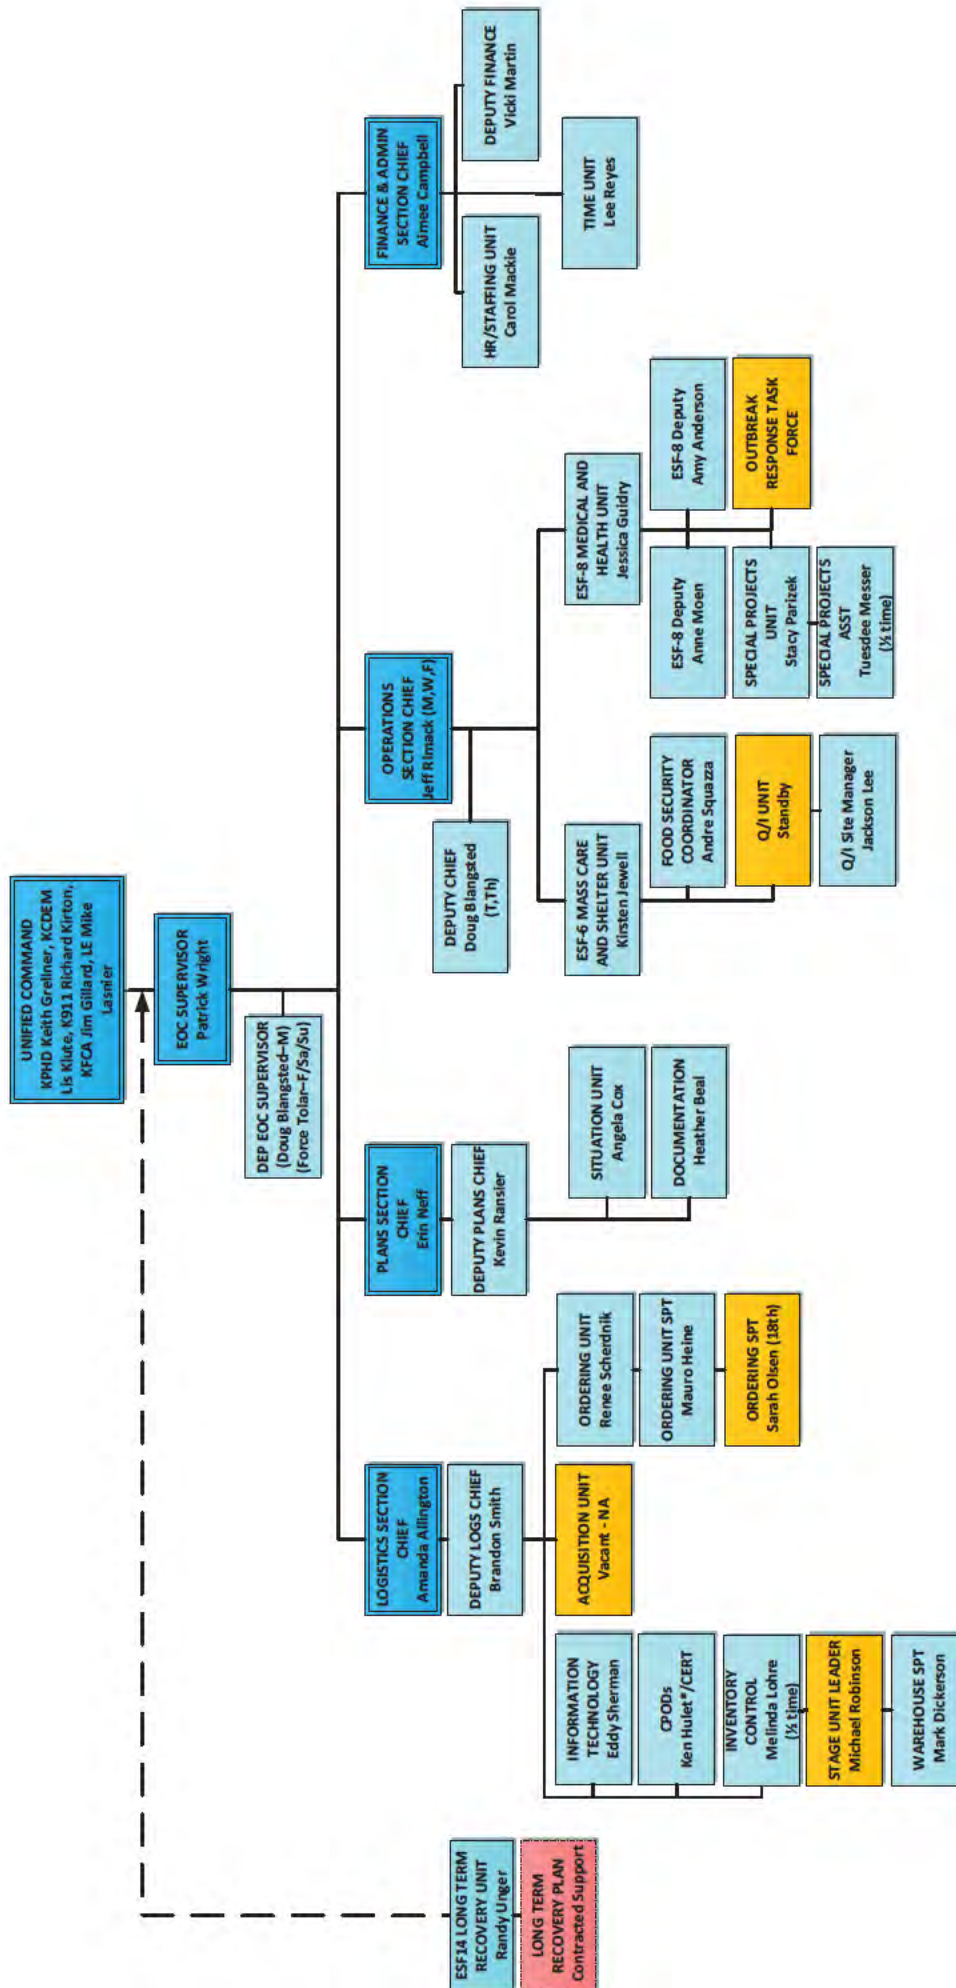 UNIFIED COMMAND
KPHD Keith Grellner, KCDEM
Lis Klute, K911 Richard Kirton,
KFCA Jim Gillard, LE Mike
Lasnier
EOC SUPERVISOR
Patrick Wright
DEP EOC SUPERVISOR
(Doug Blangsted–M)
(Force Tolar–F/Sa/Su)
LOGISTICS SECTION
CHIEF
Amanda Allington
DEPUTY LOGS CHIEF
Brandon Smith
INFORMATION
TECHNOLOGY
Eddy Sherman
CPODs
Ken Hulet*/CERT
INVENTORY
CONTROL
Melinda Lohre
(½ time)
STAGE UNIT LEADER
Michael Robinson
WAREHOUSE SPT
Mark Dickerson
ACQUISITION UNIT
Vacant - NA
ORDERING UNIT
Renee Scherdnik
ORDERING UNIT SPT
Mauro Heine
ORDERING SPT
Sarah Olsen (18th)
PLANS SECTION
CHIEF
Erin Neff
DEPUTY PLANS CHIEF
Kevin Ransier
SITUATION UNIT
Angela Cox
DOCUMENTATION
Heather Beal
OPERATIONS
SECTION CHIEF
Jeff Rimack (M,W,F)
DEPUTY CHIEF
Doug Blangsted
(T,Th)
ESF-6 MASS CARE
AND SHELTER UNIT
Kirsten Jewell
FOOD SECURITY
COORDINATOR
Andre Squazza
Q/I UNIT
Standby
Q/I Site Manager
Jackson Lee
ESF-8 MEDICAL AND
HEALTH UNIT
Jessica Guidry
ESF-8 Deputy
Anne Moen
ESF-8 Deputy
Amy Anderson
SPECIAL PROJECTS
UNIT
Stacy Parizek
OUTBREAK
RESPONSE TASK
FORCE
SPECIAL PROJECTS
ASST
Tuesdee Messer
(½ time)
FINANCE & ADMIN
SECTION CHIEF
Aimee Campbell
HR/STAFFING UNIT
Carol Mackie
DEPUTY FINANCE
Vicki Martin
TIME UNIT
Lee Reyes
ESF14 LONG TERM
RECOVERY UNIT
Randy Unger
LONG TERM
RECOVERY PLAN
Contracted Support